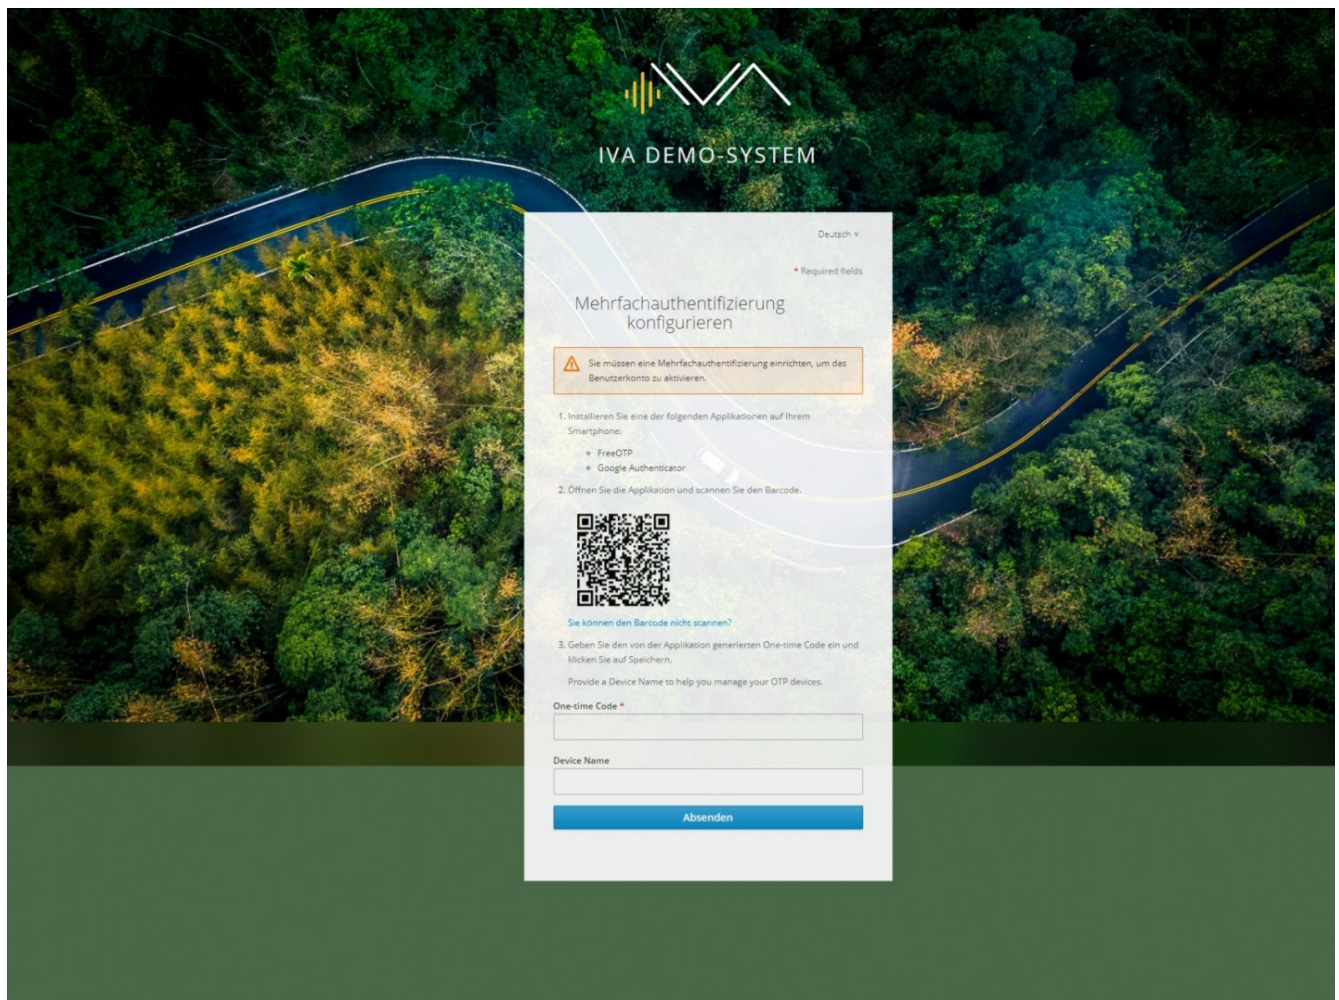 IVA
IVA DEMO-SYSTEM
Deutsch
* Required fields
Mehrfachauthentifizierung
konfigurieren
Sie müssen eine Mehrfachauthentifizierung einrichten, um das
Benutzerkonto zu aktivieren.
1. Installieren Sie eine der folgenden Applikationen auf Ihrem
Smartphone:
FreeOTP
Google Authenticator
2. Öffnen Sie die Applikation und scannen Sie den Barcode.
Sie können den Barcode nicht scannen?
3. Geben Sie den von der Applikation generierten One-time Code ein und
klicken Sie auf Speichern.
Provide a Device Name to help you manage your OTP devices.
One-time Code *
Device Name
Absenden